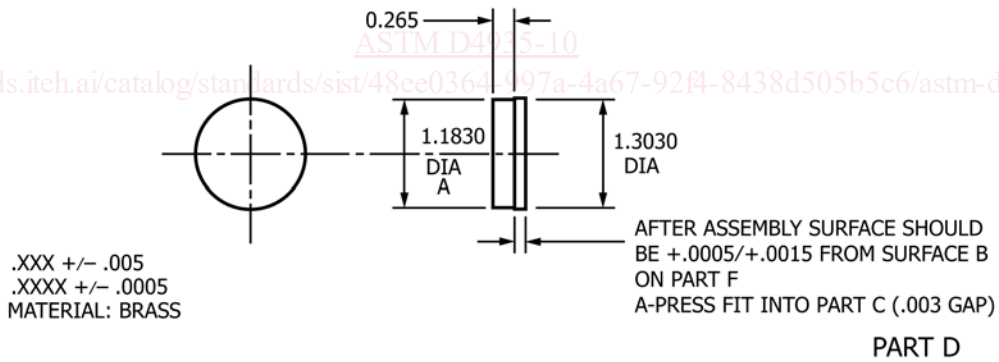 0.265
ASTM D4935-10
ds.iteh.ai/catalog/standards/sist/48ee0364-997a-4a67-92f4-8438d505b5c6/astm-d
1.1830
DIA
A
1.3030
DIA
AFTER ASSEMBLY SURFACE SHOULD
BE +.0005/+.0015 FROM SURFACE B
ON PART F
A-PRESS FIT INTO PART C (.003 GAP)
.XXX +/– .005
.XXXX +/– .0005
MATERIAL: BRASS
PART D